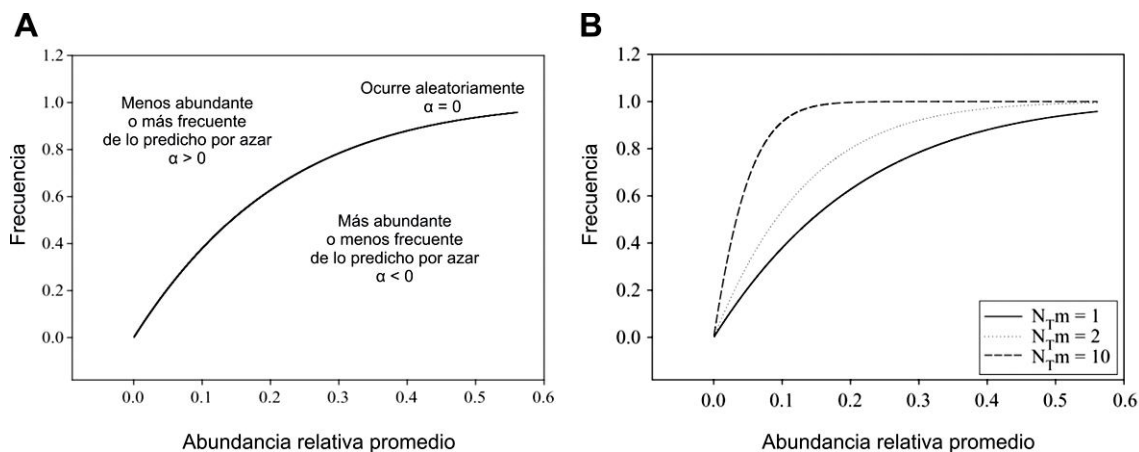 A
Frecuencia
1.2
1.0
0.8
0.6
0.4
0.2
0.0
Menos abundante
o más frecuente
de lo predicho por azar
α > 0
Ocurre aleatoriamente
α = 0
Más abundante
o menos frecuente
de lo predicho por azar
α < 0
0.0 0.1 0.2 0.3 0.4 0.5 0.6
Abundancia relativa promedio
B
Frecuencia
1.2
1.0
0.8
0.6
0.4
0.2
0.0
N_T m = 1
N_T m = 2
N_T m = 10
0.0 0.1 0.2 0.3 0.4 0.5 0.6
Abundancia relativa promedio